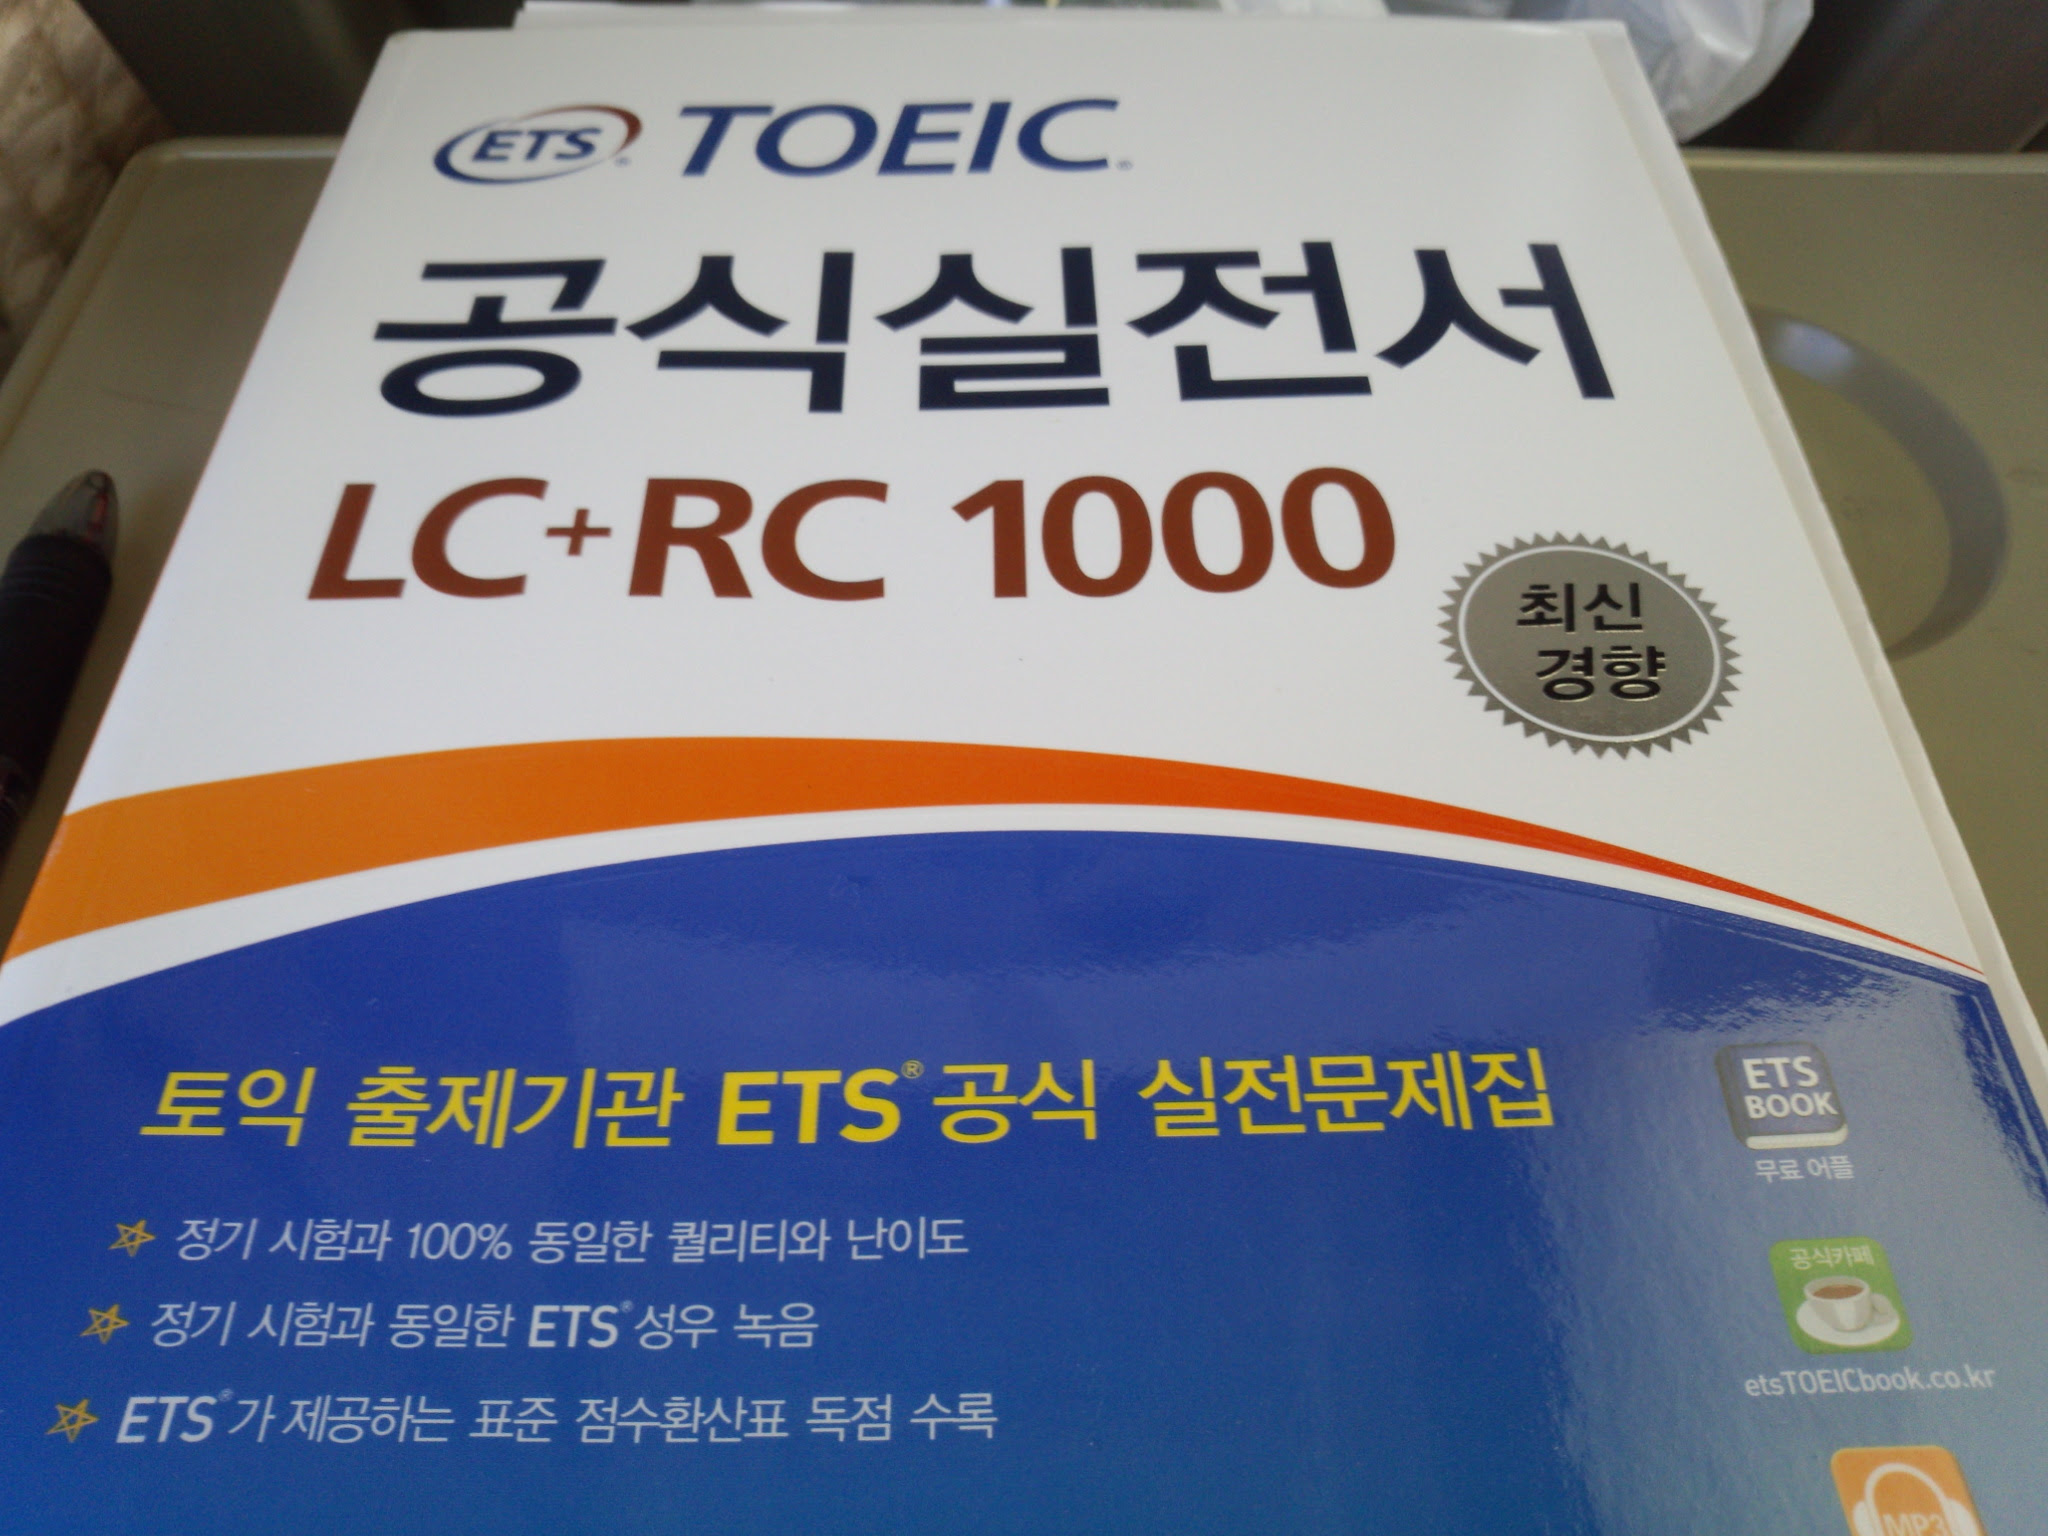 ETS® TOEIC®
공식실전서
LC+RC 1000
최신
경향
토익 출제기관 ETS® 공식 실전문제집
정기 시험과 100% 동일한 퀄리티와 난이도
정기 시험과 동일한 ETS® 성우 녹음
ETS®가 제공하는 표준 점수환산표 독점 수록
ETS
BOOK
무료 어플
공식카페
etsTOEICbook.co.kr
MP3